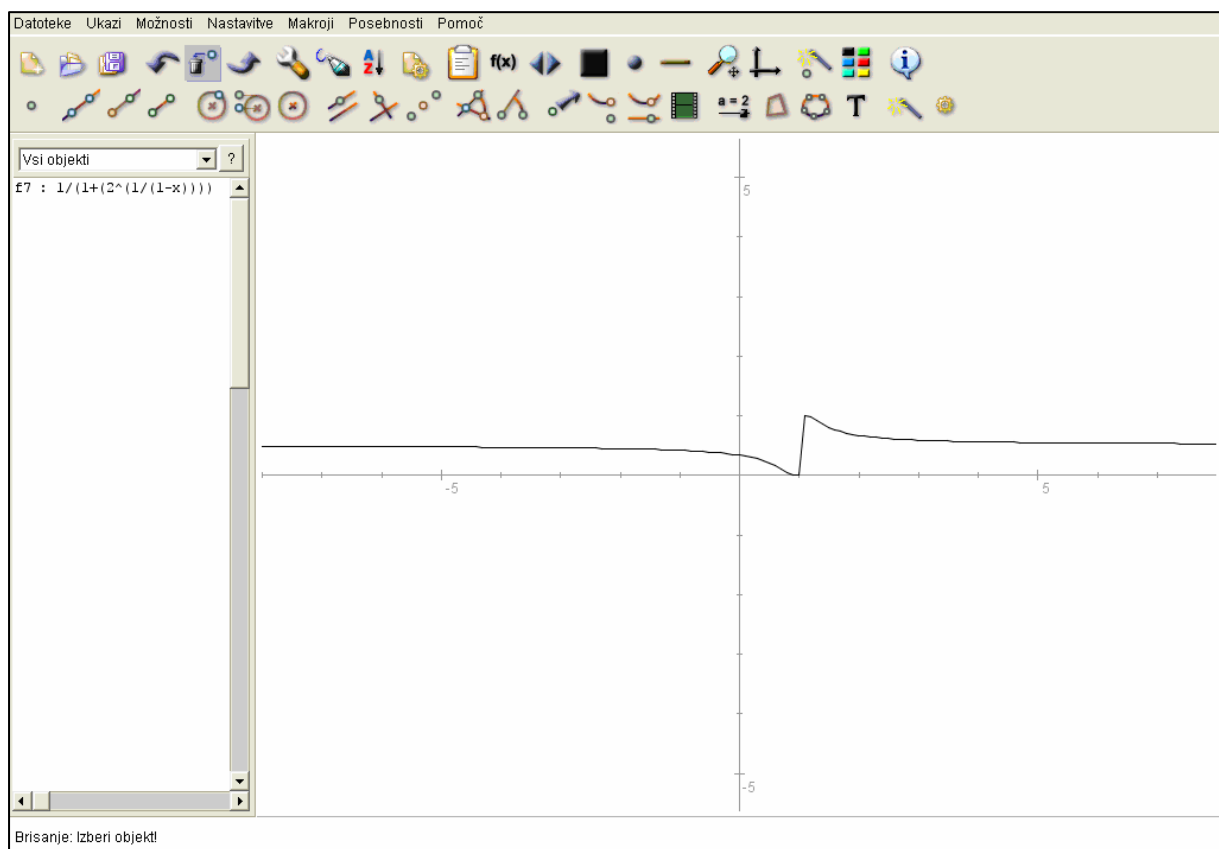 Datoteke Ukazi Možnosti Nastavitve Makroji Posebnosti Pomoč
f(x)
A
Z
a = 2
T
Vsi objekti
?
f7 : 1/(1+(2^(1/(1-x))))
5
-5
5
-5
Brisanje: Izberi objekt!